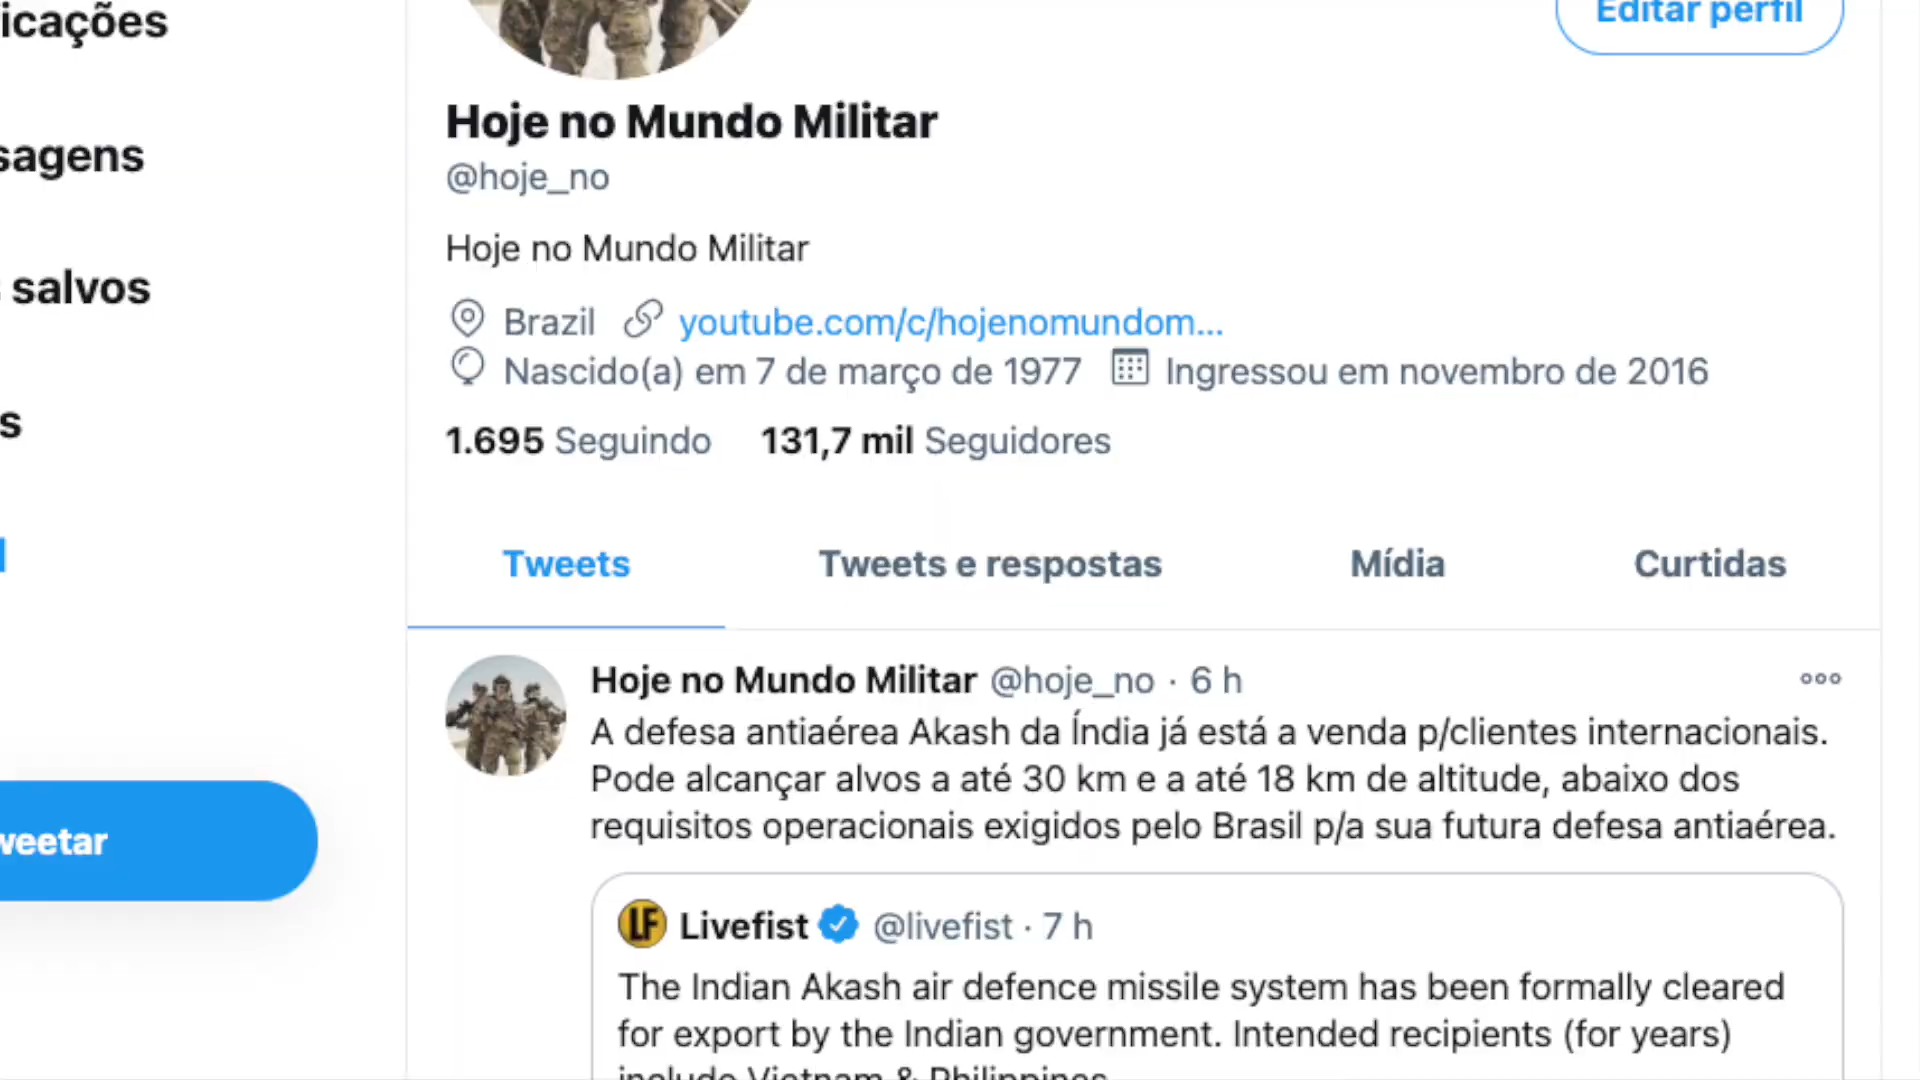 icações
sagens
salvos
s
weetar
Editar perfil
Hoje no Mundo Militar
@hoje_no
Hoje no Mundo Militar
Brazil youtube.com/c/hojenomundom...
Nascido(a) em 7 de março de 1977 Ingressou em novembro de 2016
1.695 Seguindo 131,7 mil Seguidores
Tweets Tweets e respostas Mídia Curtidas
Hoje no Mundo Militar @hoje_no · 6 h
A defesa antiaérea Akash da Índia já está a venda p/clientes internacionais.
Pode alcançar alvos a até 30 km e a até 18 km de altitude, abaixo dos
requisitos operacionais exigidos pelo Brasil p/a sua futura defesa antiaérea.
LF Livefist @livefist · 7 h
The Indian Akash air defence missile system has been formally cleared
for export by the Indian government. Intended recipients (for years)
include Vietnam & Philippines